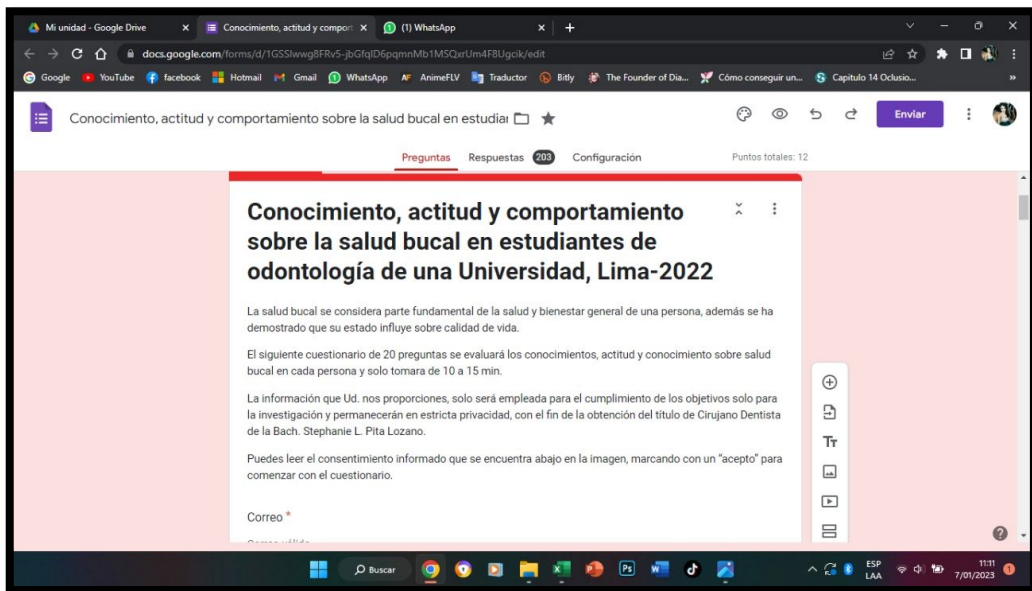 Mi unidad - Google Drive
Conocimiento, actitud y comport
(1) WhatsApp
docs.google.com/forms/d/1GSSlwwg8FRv5-jbGfqID6pqmnMb1MSQxrUm4F8Ugcik/edit
Google YouTube facebook Hotmail Gmail WhatsApp AF AnimeFLV Traductor Bitly The Founder of Dia... Cómo conseguir un... Capitulo 14 Oclusio... »
Conocimiento, actitud y comportamiento sobre la salud bucal en estudiar
Enviar
Preguntas Respuestas 203 Configuración Puntos totales: 12
Conocimiento, actitud y comportamiento
sobre la salud bucal en estudiantes de
odontología de una Universidad, Lima-2022
La salud bucal se considera parte fundamental de la salud y bienestar general de una persona, además se ha
demostrado que su estado influye sobre calidad de vida.
El siguiente cuestionario de 20 preguntas se evaluará los conocimientos, actitud y conocimiento sobre salud
bucal en cada persona y solo tomara de 10 a 15 min.
La información que Ud. nos proporciones, solo será empleada para el cumplimiento de los objetivos solo para
la investigación y permanecerán en estricta privacidad, con el fin de la obtención del título de Cirujano Dentista
de la Bach. Stephanie L. Pita Lozano.
Puedes leer el consentimiento informado que se encuentra abajo en la imagen, marcando con un "acepto" para
comenzar con el cuestionario.
Correo *
Tт
Buscar
Ps
ESP
LAA
11:11
7/01/2023
1